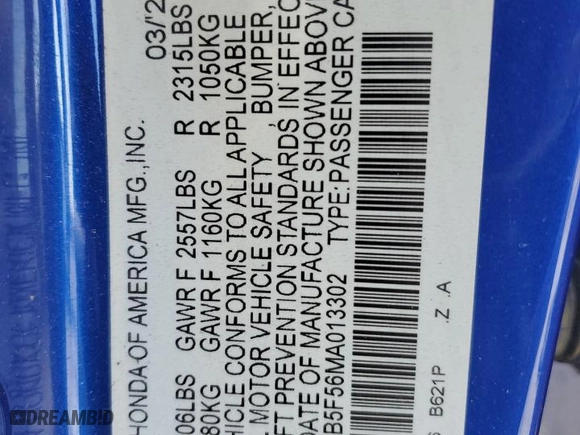 HONDA OF AMERICA MFG.,INC. 03/'2
06LBS GAWR F 2557LBS R 2315LBS
80KG GAWR F 1160KG R 1050KG
HICLE CONFORMS TO ALL APPLICABLE
L MOTOR VEHICLE SAFETY BUMPER,
FT PREVENTION STANDARDS IN EFFEC
DATE OF MANUFACTURE SHOWN ABOV
B5F56MA013302 TYPE:PASSENGER CA
B621P .Z .A
DREAMBID